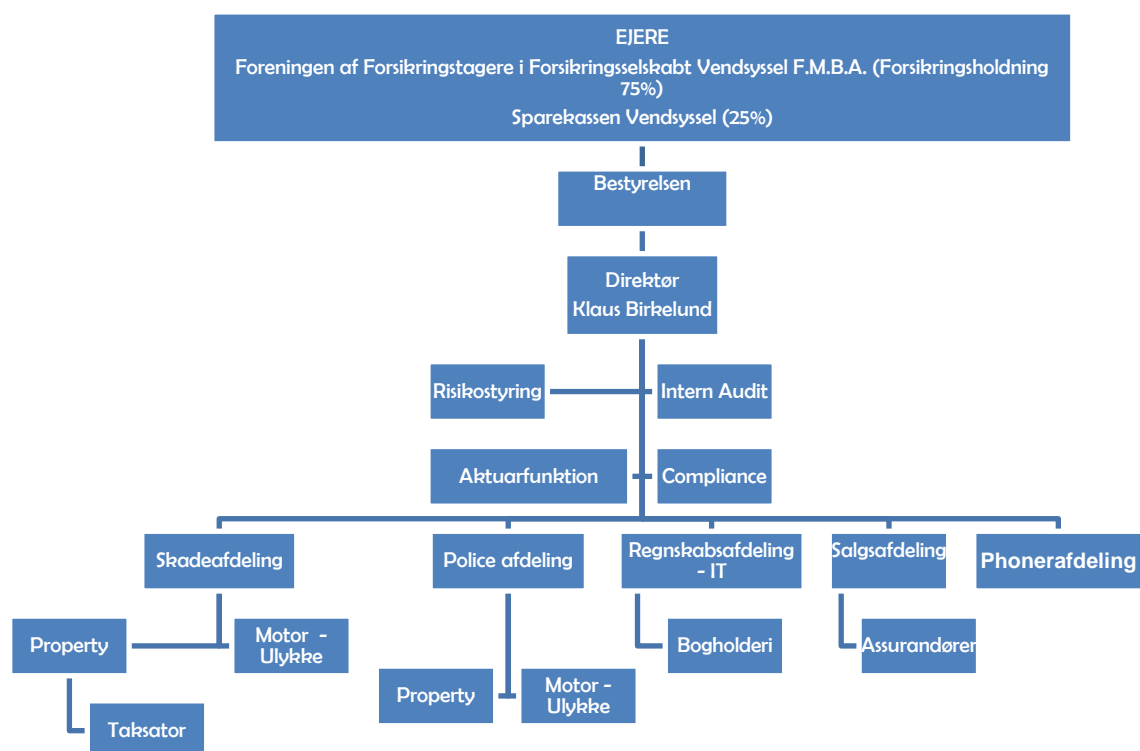 EJERE
Foreningen af Forsikringstagere i Forsikringsselskabt Vendsyssel F.M.B.A. (Forsikringsholdning
75%)
Sparekassen Vendsyssel (25%)
Bestyrelsen
Direktør
Klaus Birkelund
Risikostyring
Intern Audit
Aktuarfunktion
Compliance
Skadeafdeling
Police afdeling
Regnskabsafdeling
- IT
Salgsafdeling
Phonerafdeling
Property
Motor -
Ulykke
Bogholderi
Assurandører
Property
Motor -
Ulykke
Taksator